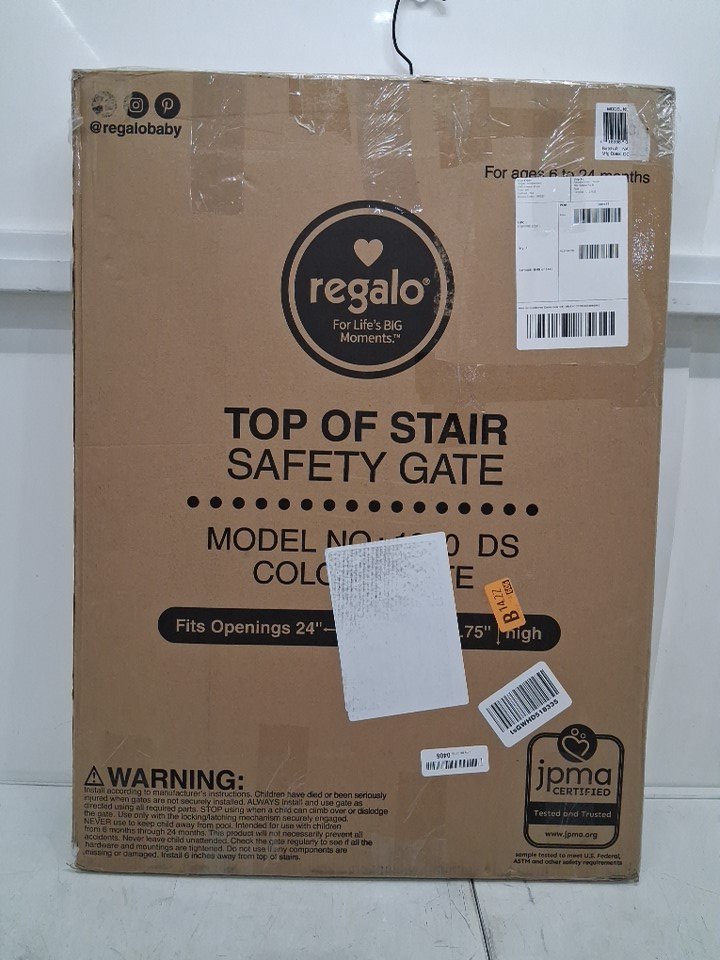 @regalobaby
For ages 6 to 24 months
regalo®
For Life's BIG
Moments.™
TOP OF STAIR
SAFETY GATE
MODEL NO.: 0 DS
COLO E
Fits Openings 24" .75" high
B 1422
LsGWHD518335
0405
⚠WARNING:
Install according to manufacturer's instructions. Children have died or been seriously
injured when gates are not securely installed. ALWAYS install and use gate as
directed using all required parts. STOP using when a child can climb over or dislodge
the gate. Use only with the locking/latching mechanism securely engaged.
NEVER use to keep child away from pool. Intended for use with children
from 6 months through 24 months. This product will not necessarily prevent all
accidents. Never leave child unattended. Check the gate regularly to see if all the
hardware and mountings are tightened. Do not use if any components are
missing or damaged. Install 6 inches away from top of stairs.
jpma
CERTIFIED
Tested and Trusted
www.jpma.org
sample tested to meet U.S. Federal,
ASTM and other safety requirements